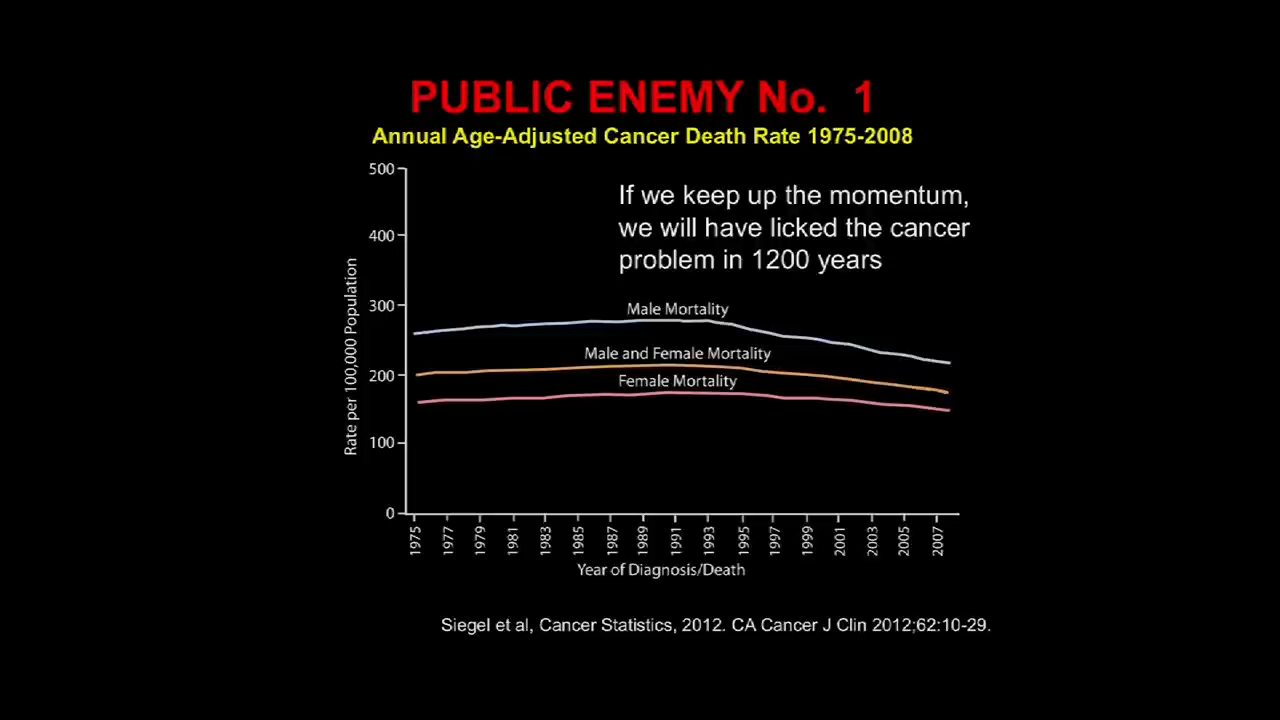 PUBLIC ENEMY No. 1
Annual Age-Adjusted Cancer Death Rate 1975-2008
If we keep up the momentum,
we will have licked the cancer
problem in 1200 years
500
400
300
200
100
0
Rate per 100,000 Population
Male Mortality
Male and Female Mortality
Female Mortality
1975
1977
1979
1981
1983
1985
1987
1989
1991
1993
1995
1997
1999
2001
2003
2005
2007
Year of Diagnosis/Death
Siegel et al, Cancer Statistics, 2012. CA Cancer J Clin 2012;62:10-29.